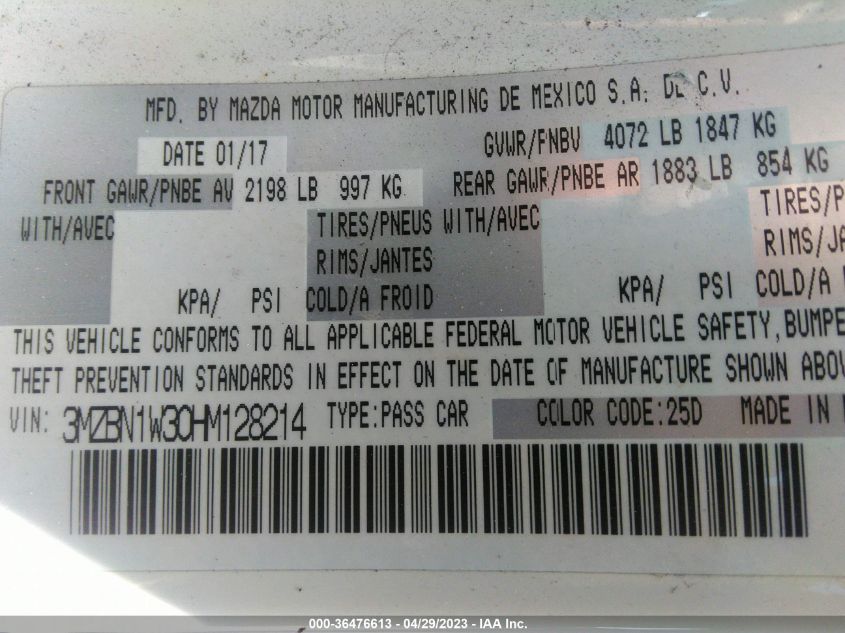 MFD. BY MAZDA MOTOR MANUFACTURING DE MEXICO S.A. DE C.V.
DATE 01/17 GVWR/PNBV 4072 LB 1847 KG
FRONT GAWR/PNBE AV 2198 LB 997 KG REAR GAWR/PNBE AR 1883 LB 854 KG
WITH/AVEC TIRES/PNEUS WITH/AVEC TIRES/P
RIMS/JANTES RIMS/JA
KPA/ PSI COLD/A FROID KPA/ PSI COLD/A
THIS VEHICLE CONFORMS TO ALL APPLICABLE FEDERAL MOTOR VEHICLE SAFETY, BUMPE
THEFT PREVENTION STANDARDS IN EFFECT ON THE DATE OF MANUFACTURE SHOWN ABOV
VIN: 3MZBN1W30HM128214 TYPE:PASS CAR COLOR CODE:25D MADE IN
000-36476613 - 04/29/2023 - IAA Inc.